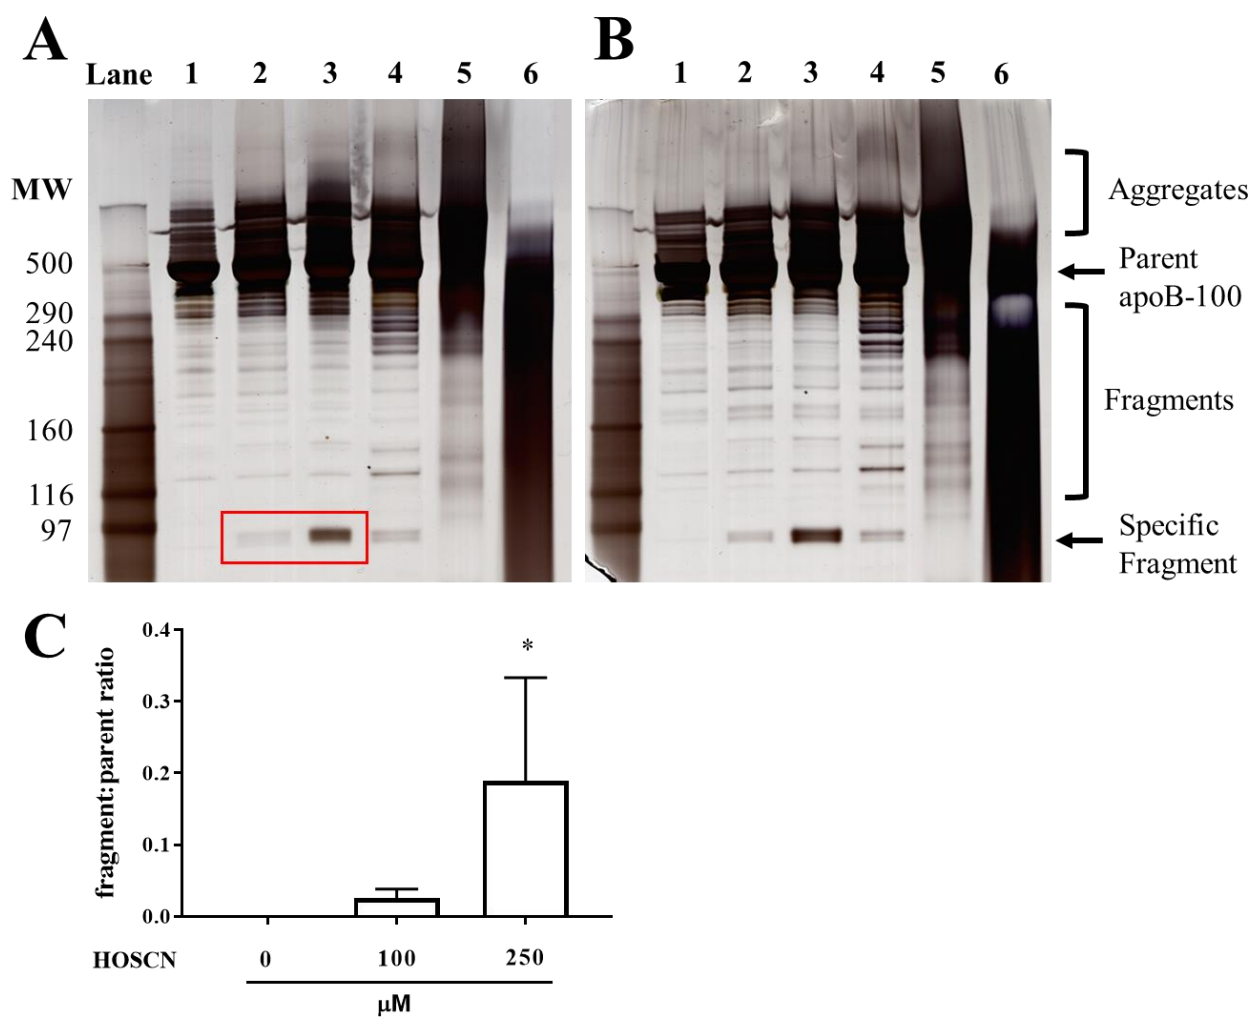 A
B
Lane 1 2 3 4 5 6
1 2 3 4 5 6
MW
500
290
240
160
116
97
Aggregates
Parent
apoB-100
Fragments
Specific
Fragment
C
fragment:parent ratio
0.4
0.3
0.2
0.1
0.0
*
HOSCN 0 100 250
μM